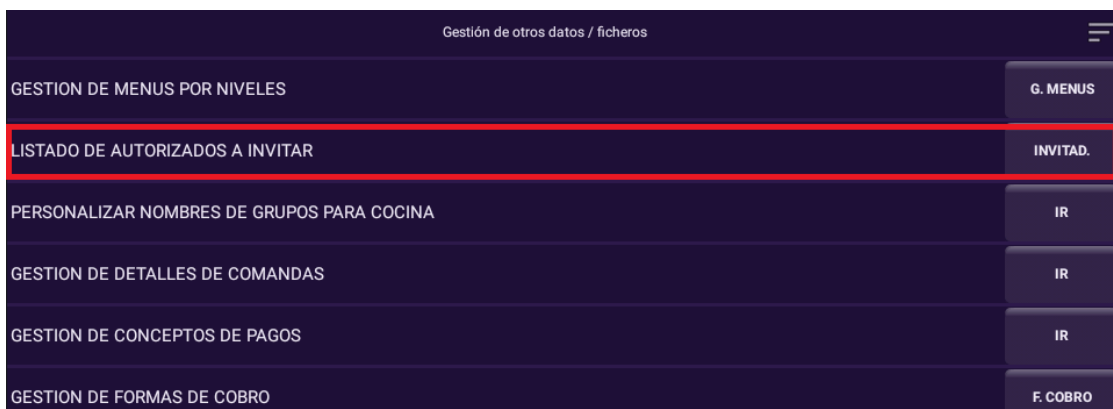 Gestión de otros datos / ficheros
GESTION DE MENUS POR NIVELES
G. MENUS
LISTADO DE AUTORIZADOS A INVITAR
INVITAD.
PERSONALIZAR NOMBRES DE GRUPOS PARA COCINA
IR
GESTION DE DETALLES DE COMANDAS
IR
GESTION DE CONCEPTOS DE PAGOS
IR
GESTION DE FORMAS DE COBRO
F. COBRO